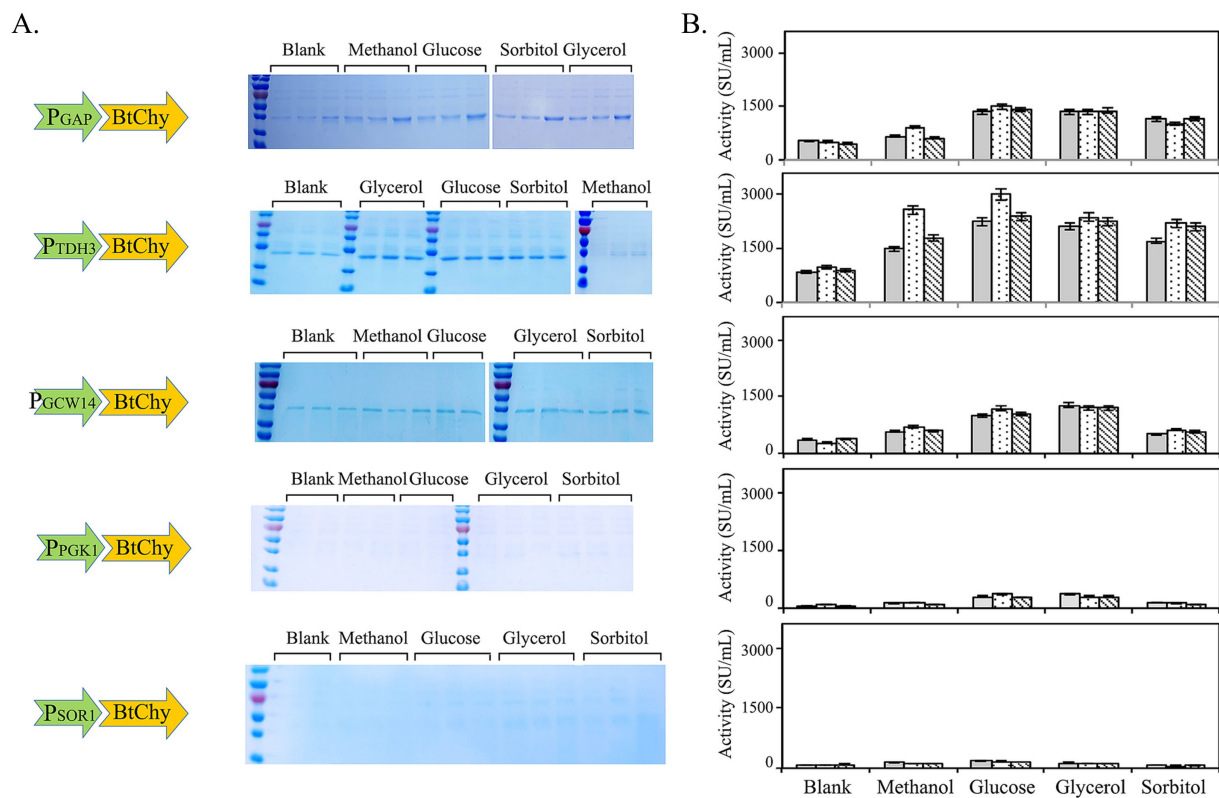 A.
B.
Blank Methanol Glucose Sorbitol Glycerol
PGAP BtChy
Activity (SU/mL)
3000
1500
0
Blank Glycerol Glucose Sorbitol Methanol
PTDH3 BtChy
Activity (SU/mL)
3000
1500
0
Blank Methanol Glucose Glycerol Sorbitol
PGCW14 BtChy
Activity (SU/mL)
3000
1500
0
Blank Methanol Glucose Glycerol Sorbitol
PPGK1 BtChy
Activity (SU/mL)
3000
1500
0
Blank Methanol Glucose Glycerol Sorbitol
PSOR1 BtChy
Activity (SU/mL)
3000
1500
0
Blank Methanol Glucose Glycerol Sorbitol